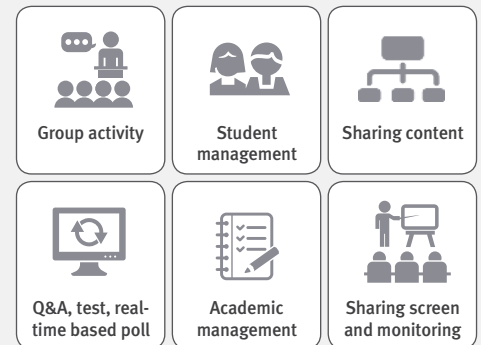 Group activity
Student
management
Sharing content
Q&A, test, real-
time based poll
Academic
management
Sharing screen
and monitoring